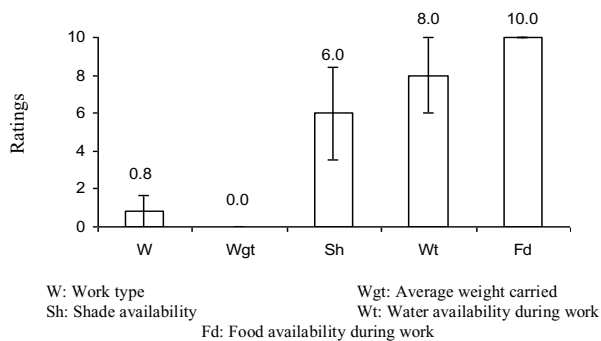 10.0
8.0
6.0
0.8
0.0
Ratings
10
8
6
4
2
0
W Wgt Sh Wt Fd
W: Work type Wgt: Average weight carried
Sh: Shade availability Wt: Water availability during work
Fd: Food availability during work